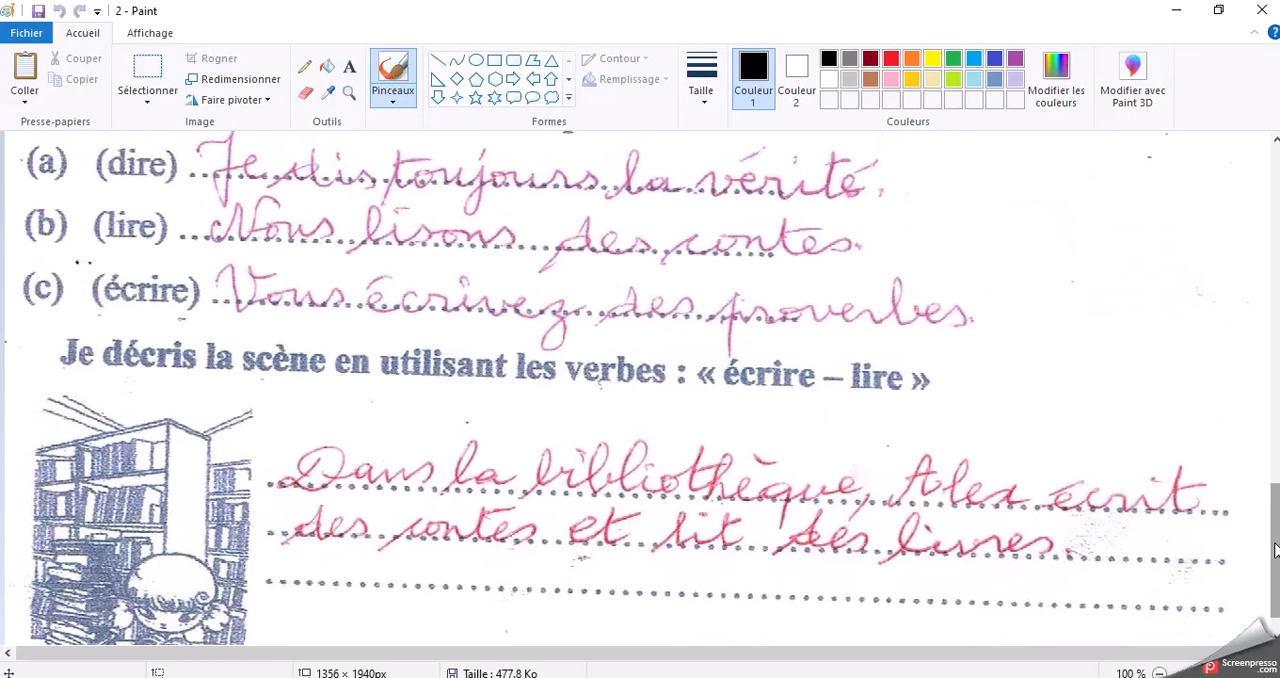 2 - Paint
Fichier Accueil Affichage
Coller
Couper
Copier
Presse-papiers
Sélectionner
Rogner
Redimensionner
Faire pivoter
Image
A
Outils
Pinceaux
Contour
Remplissage
Formes
Taille
Couleur 1
Couleur 2
Modifier les couleurs
Couleurs
Modifier avec Paint 3D
(a) (dire) Je dis toujours la vérité.
(b) (lire) Nous lisons des contes.
(c) (écrire) Vous écrivez des proverbes.
Je décris la scène en utilisant les verbes : « écrire – lire »
Dans la bibliothèque, Alex écrit
des contes et lit des livres.
1356 × 1940px Taille : 477,8 Ko 100 %
Screenpresso
.com